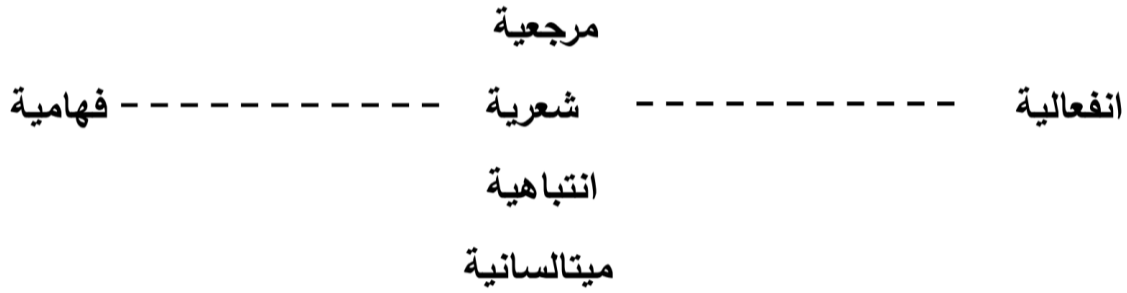 مرجعية
انفعالية - - - - - - - - - - - شعرية - - - - - - - - - - - فهامية
انتباهية
ميتالسانية